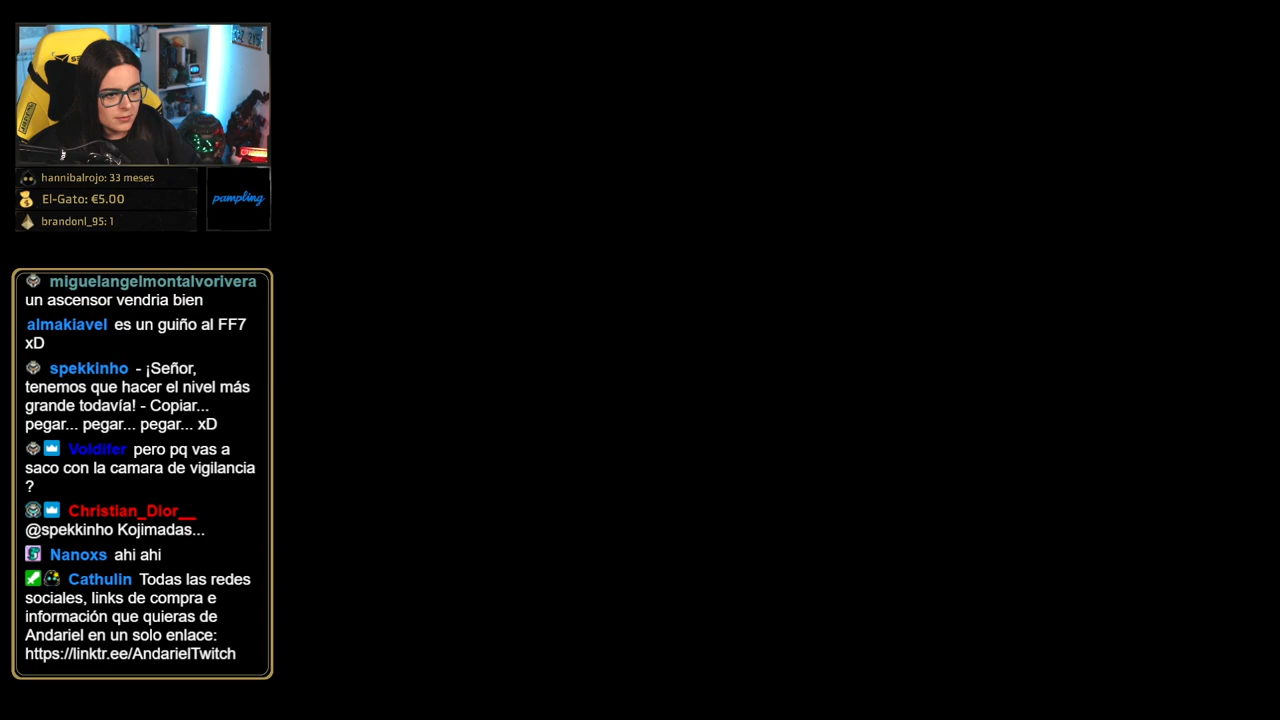 hannibalrojo: 33 meses
El-Gato: €5.00
pampling
brandonl_95: 1
miguelangelmontalvorivera
un ascensor vendria bien
almakiavel es un guiño al FF7
xD
spekkinho - ¡Señor,
tenemos que hacer el nivel más
grande todavía! - Copiar...
pegar... pegar... pegar... xD
Voldifer pero pq vas a
saco con la camara de vigilancia
?
Christian_Dior__
@spekkinho Kojimadas...
Nanoxs ahi ahi
Cathulin Todas las redes
sociales, links de compra e
información que quieras de
Andariel en un solo enlace:
https://linktr.ee/AndarielTwitch